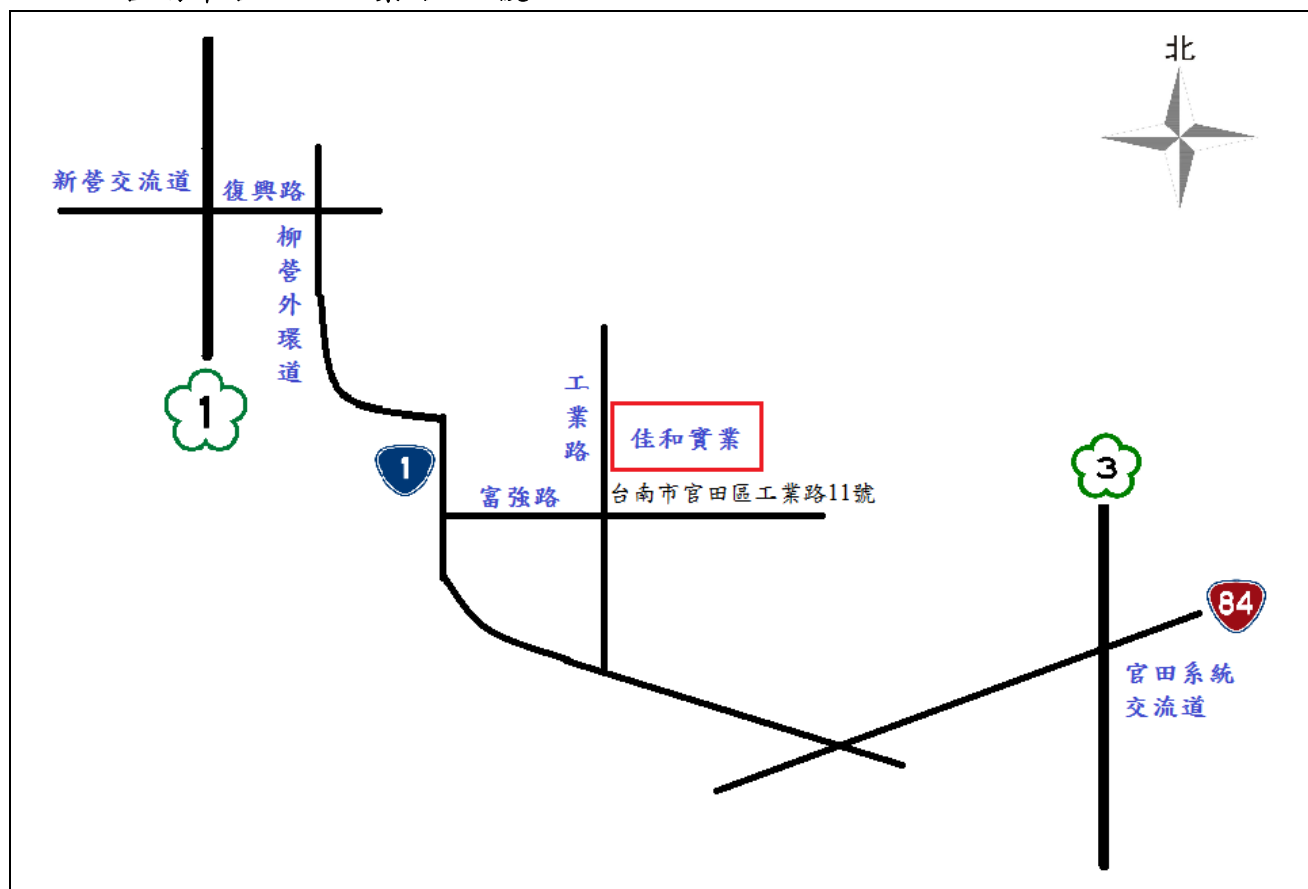 北
新營交流道
復興路
柳營外環道
1
工業路
佳和實業
1
台南市官田區工業路11號
富強路
3
84
官田系統
交流道